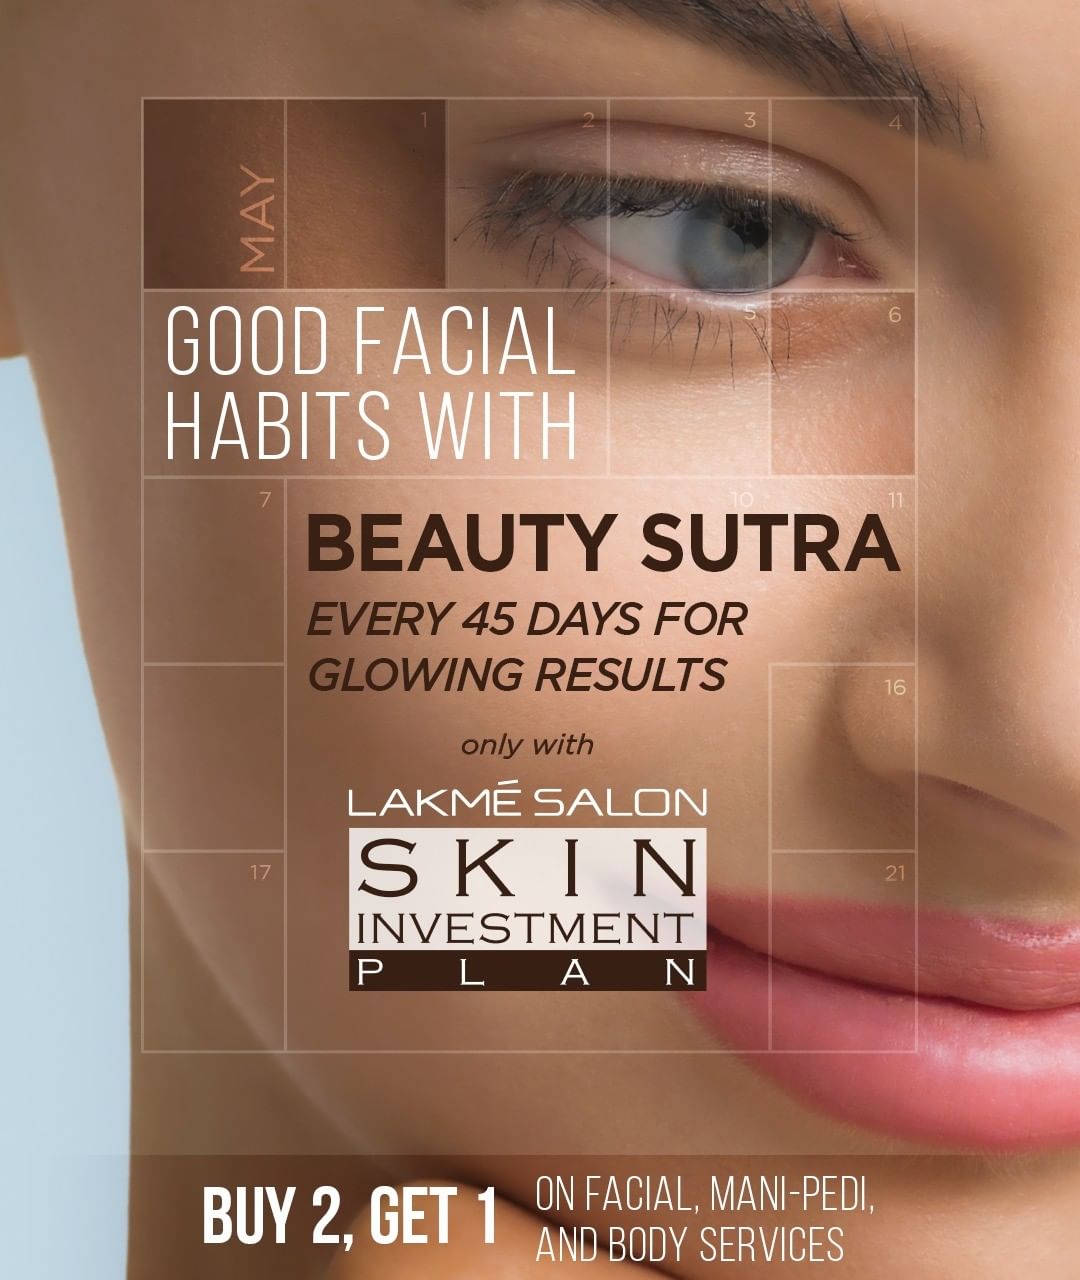 MAY
1
2
3
4
GOOD FACIAL
HABITS WITH
5
6
7
10
11
BEAUTY SUTRA
EVERY 45 DAYS FOR
GLOWING RESULTS
only with
16
LAKMÉ SALON
SKIN
INVESTMENT
PLAN
17
21
BUY 2, GET 1
ON FACIAL, MANI-PEDI,
AND BODY SERVICES